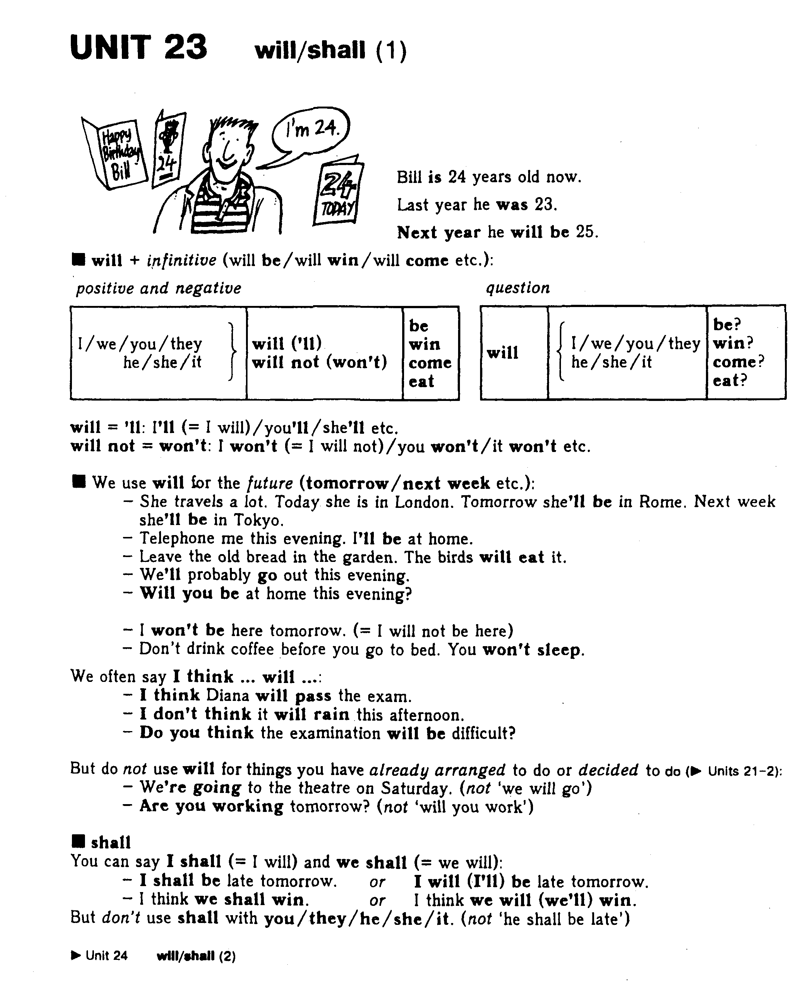 UNIT 23 will/shall (1)
Happy
Birthday
Bill
24
I'm 24.
24
TODAY
Bill is 24 years old now.
Last year he was 23.
Next year he will be 25.
■ will + infinitive (will be/will win/will come etc.):
positive and negative
I/we/you/they
he/she/it
will ('ll)
will not (won't)
be
win
come
eat
question
will
I/we/you/they
he/she/it
be?
win?
come?
eat?
will = 'll: I'll (= I will)/you'll/she'll etc.
will not = won't: I won't (= I will not)/you won't/it won't etc.
■ We use will for the future (tomorrow/next week etc.):
– She travels a lot. Today she is in London. Tomorrow she'll be in Rome. Next week
she'll be in Tokyo.
– Telephone me this evening. I'll be at home.
– Leave the old bread in the garden. The birds will eat it.
– We'll probably go out this evening.
– Will you be at home this evening?
– I won't be here tomorrow. (= I will not be here)
– Don't drink coffee before you go to bed. You won't sleep.
We often say I think ... will ...:
– I think Diana will pass the exam.
– I don't think it will rain this afternoon.
– Do you think the examination will be difficult?
But do not use will for things you have already arranged to do or decided to do (► Units 21–2):
– We're going to the theatre on Saturday. (not 'we will go')
– Are you working tomorrow? (not 'will you work')
■ shall
You can say I shall (= I will) and we shall (= we will):
– I shall be late tomorrow. or I will (I'll) be late tomorrow.
– I think we shall win. or I think we will (we'll) win.
But don't use shall with you/they/he/she/it. (not 'he shall be late')
► Unit 24 will/shall (2)